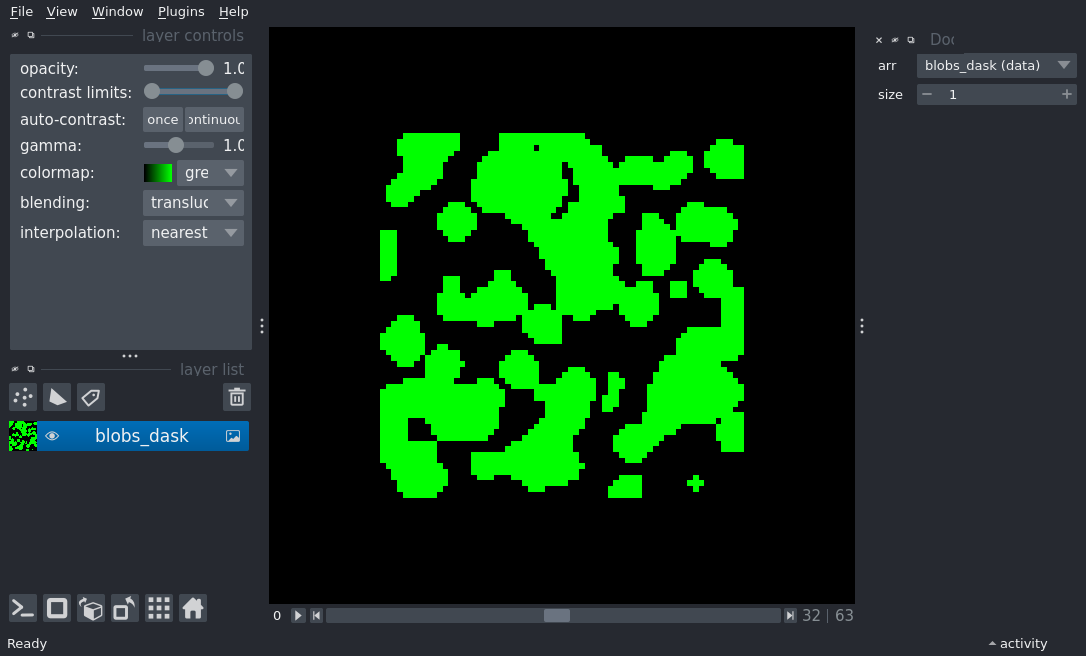 File View Window Plugins Help
layer controls
opacity: 1.0
contrast limits:
auto-contrast: once ontinuou
gamma: 1.0
colormap: gre
blending: transluc
interpolation: nearest
layer list
blobs_dask
0 32 | 63
Ready
Doc
arr blobs_dask (data)
size 1
activity